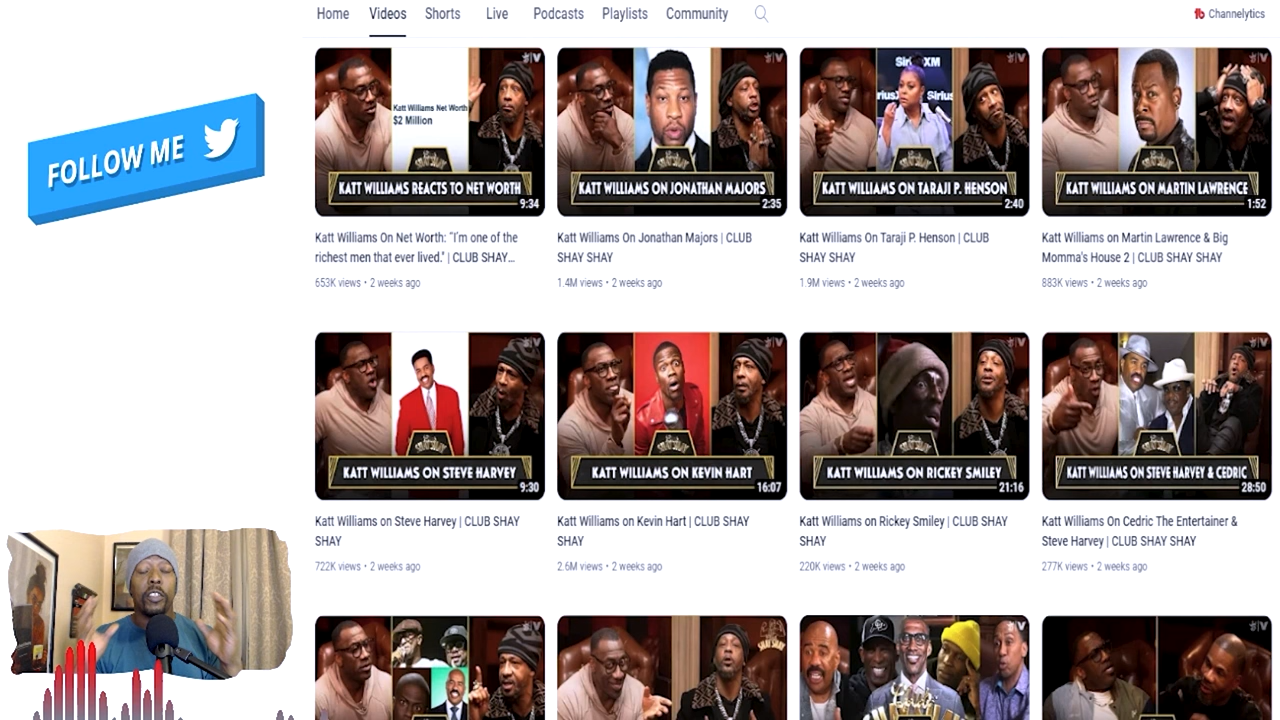 Home Videos Shorts Live Podcasts Playlists Community
Channelytics
FOLLOW ME
Katt Williams Net Worth
$2 Million
KATT WILLIAMS REACTS TO NET WORTH
9:34
KATT WILLIAMS ON JONATHAN MAJORS
2:35
SiriusXM
KATT WILLIAMS ON TARAJI P. HENSON
2:40
KATT WILLIAMS ON MARTIN LAWRENCE
1:52
Katt Williams On Net Worth: "I'm one of the
richest men that ever lived." | CLUB SHAY...
653K views • 2 weeks ago
Katt Williams On Jonathan Majors | CLUB
SHAY SHAY
1.4M views • 2 weeks ago
Katt Williams On Taraji P. Henson | CLUB
SHAY SHAY
1.9M views • 2 weeks ago
Katt Williams on Martin Lawrence & Big
Momma's House 2 | CLUB SHAY SHAY
883K views • 2 weeks ago
KATT WILLIAMS ON STEVE HARVEY
9:30
KATT WILLIAMS ON KEVIN HART
16:07
KATT WILLIAMS ON RICKEY SMILEY
21:16
KATT WILLIAMS ON STEVE HARVEY & CEDRIC
28:50
Katt Williams on Steve Harvey | CLUB SHAY
SHAY
722K views • 2 weeks ago
Katt Williams on Kevin Hart | CLUB SHAY
SHAY
2.6M views • 2 weeks ago
Katt Williams on Rickey Smiley | CLUB SHAY
SHAY
220K views • 2 weeks ago
Katt Williams On Cedric The Entertainer &
Steve Harvey | CLUB SHAY SHAY
277K views • 2 weeks ago